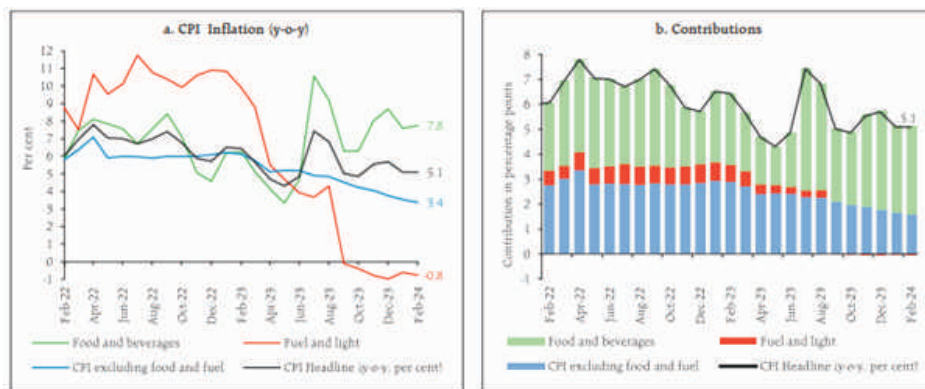 a. CPI Inflation (y-o-y)
Per cent
12
11
10
9
8
7
6
5
4
3
2
1
0
-1
7.8
5.1
3.4
-0.8
Feb-22
Apr-22
Jun-22
Aug-22
Oct-22
Dec-22
Feb-23
Apr-23
Jun-23
Aug-23
Oct-23
Dec-23
Feb-24
Food and beverages
Fuel and light
CPI excluding food and fuel
CPI Headline (y-o-y, per cent)
b. Contributions
Contribution in percentage points
8
7
6
5
4
3
2
1
0
-1
5.1
Feb-22
Apr-22
Jun-22
Aug-22
Oct-22
Dec-22
Feb-23
Apr-23
Jun-23
Aug-23
Oct-23
Dec-23
Feb-24
Food and beverages
Fuel and light
CPI excluding food and fuel
CPI Headline (y-o-y, per cent)